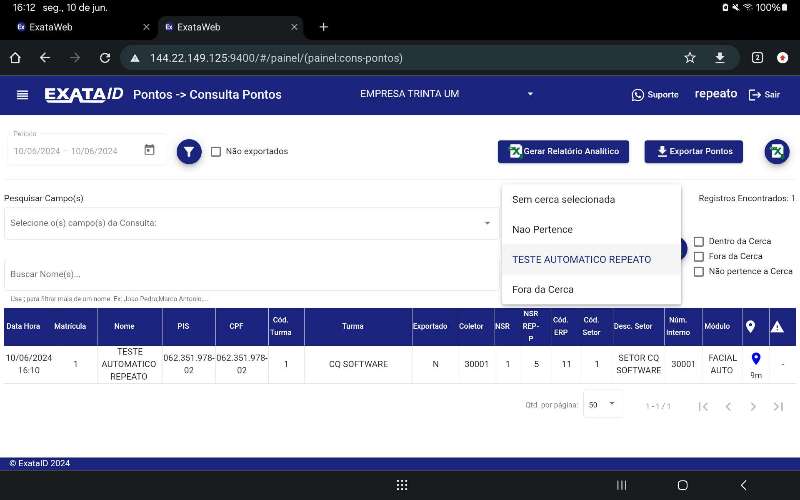 16:12 seg., 10 de jun. 100%
ExataWeb
ExataWeb
144.22.149.125:9400/#/painel/(painel:cons-pontos)
2
EXATA ID Pontos -> Consulta Pontos EMPRESA TRINTA UM Suporte repeato Sair
Período
10/06/2024 – 10/06/2024
Não exportados
Gerar Relatório Analítico
Exportar Pontos
Pesquisar Campo(s)
Registros Encontrados: 1
Selecione o(s) campo(s) da Consulta:
Sem cerca selecionada
Nao Pertence
TESTE AUTOMATICO REPEATO
Fora da Cerca
Dentro da Cerca
Fora da Cerca
Não pertence a Cerca
Buscar Nome(s)...
Use ; para filtrar mais de um nome. Ex: Joao Pedro;Marco Antonio;...
Data Hora Matrícula Nome PIS CPF Cód. Turma Turma Exportado Coletor NSR NSR REP-P Cód. ERP Cód. Setor Desc. Setor Núm. Interno Módulo
10/06/2024 16:10 1 TESTE AUTOMATICO REPEATO 062.351.978-02 062.351.978-02 1 CQ SOFTWARE N 30001 1 5 11 1 SETOR CQ SOFTWARE 30001 FACIAL AUTO 9m -
Qtd. por página: 50 1 – 1 / 1
© ExataID 2024